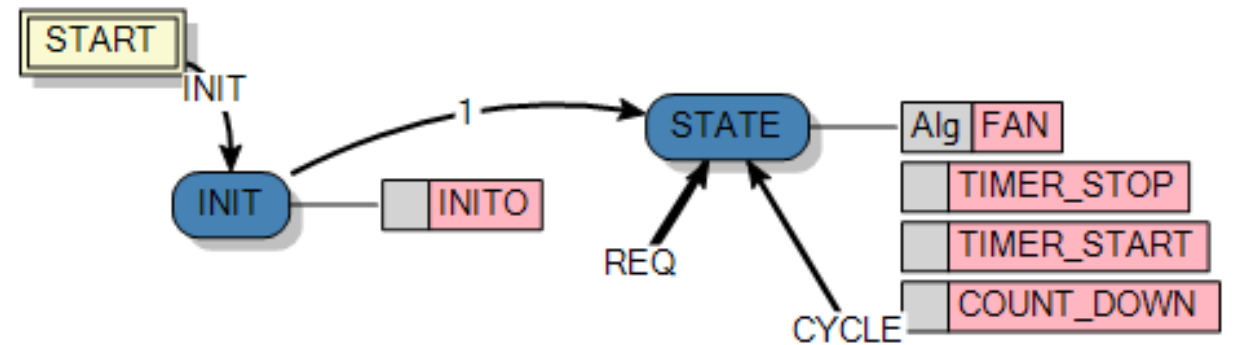 START
INIT
1
STATE
Alg FAN
INIT
INITO
TIMER_STOP
REQ
TIMER_START
CYCLE
COUNT_DOWN